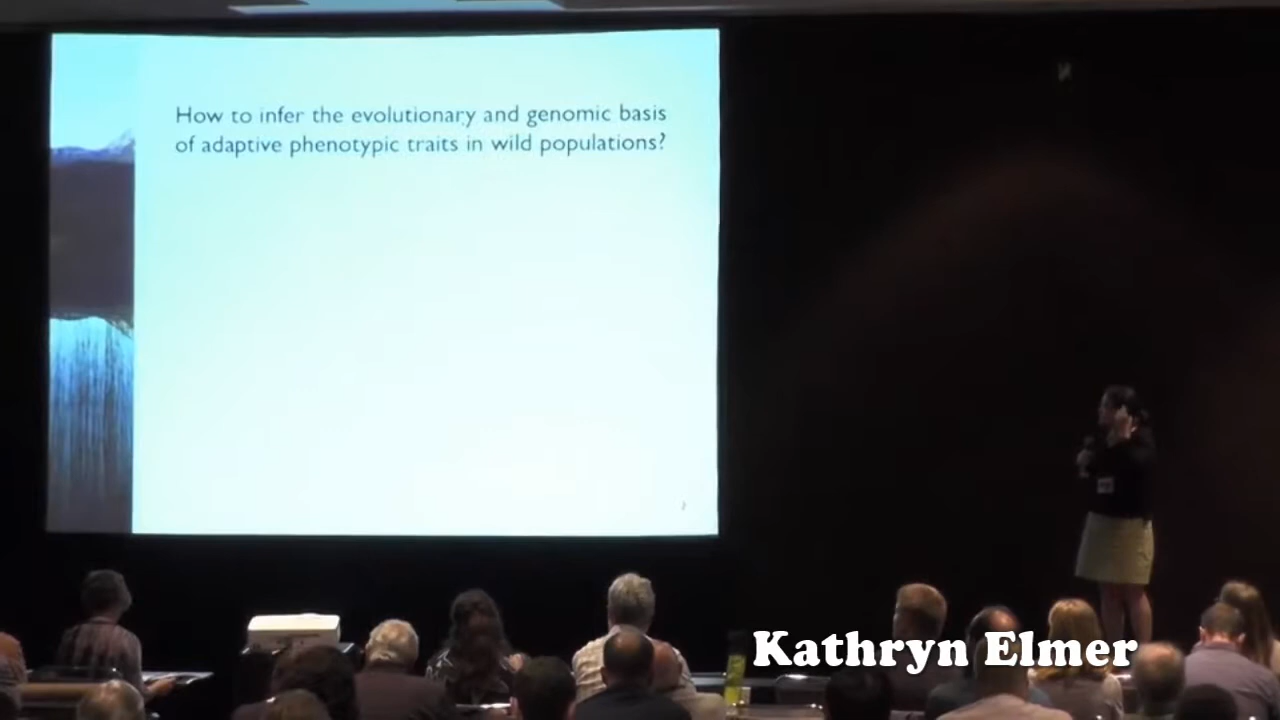 How to infer the evolutionary and genomic basis
of adaptive phenotypic traits in wild populations?
Kathryn Elmer